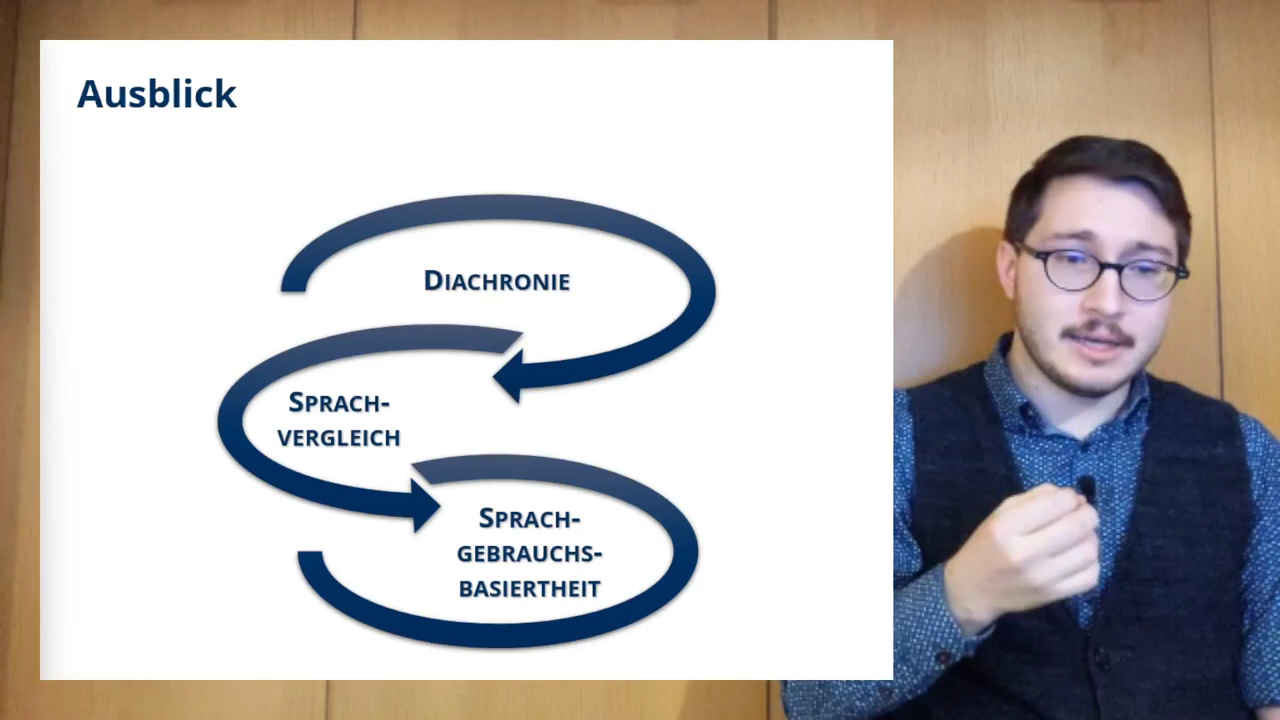 Ausblick
DIACHRONIE
SPRACH-
VERGLEICH
SPRACH-
GEBRAUCHS-
BASIERTHEIT